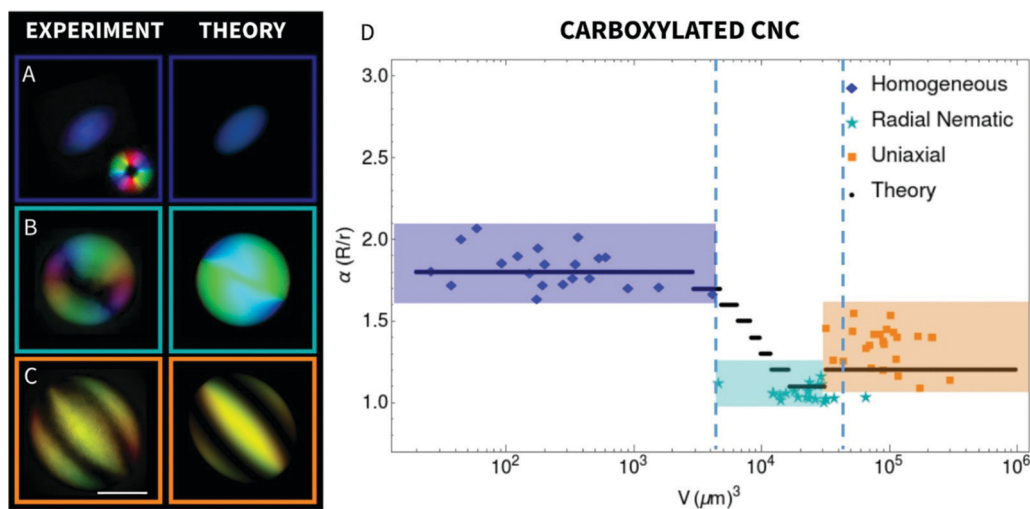 EXPERIMENT THEORY
A
B
C
D CARBOXYLATED CNC
Homogeneous
Radial Nematic
Uniaxial
Theory
α (R/r)
3.0
2.5
2.0
1.5
1.0
10² 10³ 10⁴ 10⁵ 10⁶
V (μm)³